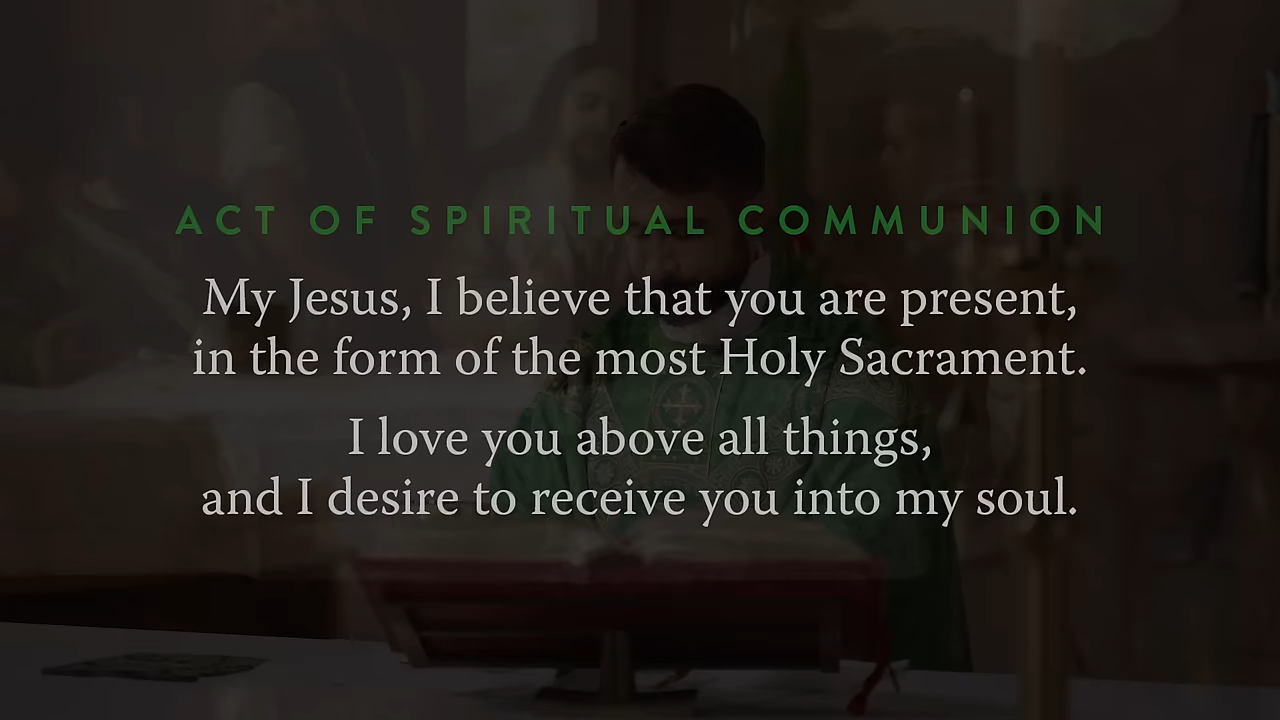 ACT OF SPIRITUAL COMMUNION
My Jesus, I believe that you are present,
in the form of the most Holy Sacrament.
I love you above all things,
and I desire to receive you into my soul.